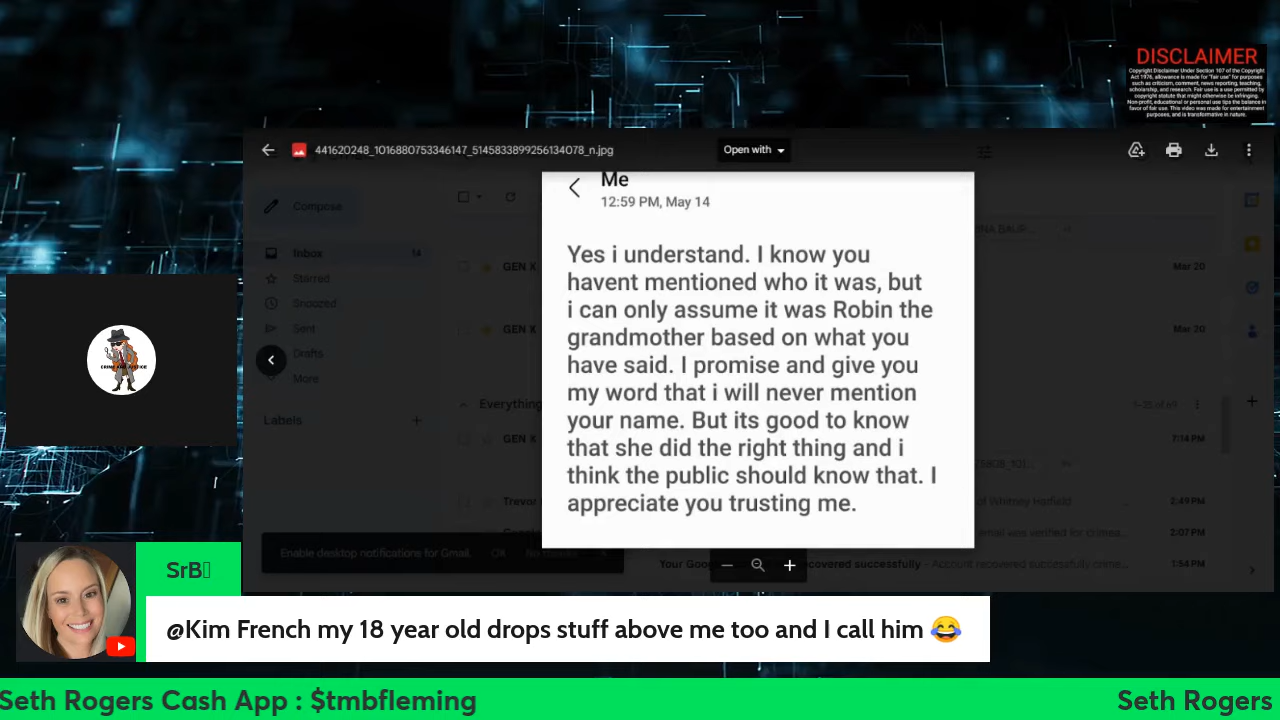 DISCLAIMER
Copyright Disclaimer Under Section 107 of the Copyright
Act 1976, allowance is made for "fair use" for purposes
such as criticism, comment, news reporting, teaching,
scholarship, and research. Fair use is a use permitted by
copyright statute that might otherwise be infringing.
Non-profit, educational or personal use tips the balance in
favor of fair use. This video was made for entertainment
purposes, and is transformative in nature.
441620248_1016880753346147_5145833899256134078_n.jpg
Open with
Me
12:59 PM, May 14
Yes i understand. I know you
havent mentioned who it was, but
i can only assume it was Robin the
grandmother based on what you
have said. I promise and give you
my word that i will never mention
your name. But its good to know
that she did the right thing and i
think the public should know that. I
appreciate you trusting me.
Compose
Inbox 14
Starred
Snoozed
Sent
Drafts
More
Labels
GEN X Mar 20
GEN X Mar 20
Everything
GEN X 7:14 PM
Trevor 2:49 PM
2:07 PM
Your Goo covered successfully - Account recovered successfully crimea... 1:54 PM
Enable desktop notifications for Gmail. OK No thanks
CRIME AND JUSTICE
SrB
@Kim French my 18 year old drops stuff above me too and I call him 😂
Seth Rogers Cash App : $tmbfleming
Seth Rogers